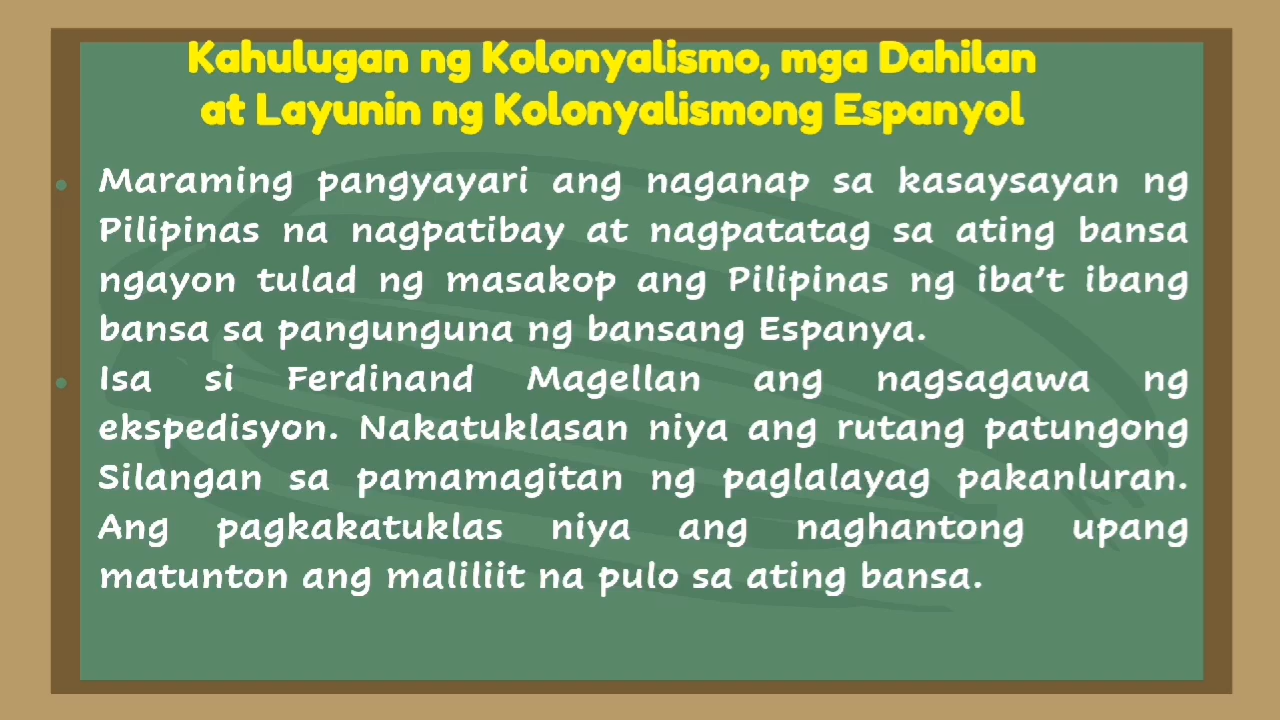 Kahulugan ng Kolonyalismo, mga Dahilan
at Layunin ng Kolonyalismong Espanyol
• Maraming pangyayari ang naganap sa kasaysayan ng
Pilipinas na nagpatibay at nagpatatag sa ating bansa
ngayon tulad ng masakop ang Pilipinas ng iba't ibang
bansa sa pangunguna ng bansang Espanya.
• Isa si Ferdinand Magellan ang nagsagawa ng
ekspedisyon. Nakatuklasan niya ang rutang patungong
Silangan sa pamamagitan ng paglalayag pakanluran.
Ang pagkakatuklas niya ang naghantong upang
matunton ang maliliit na pulo sa ating bansa.